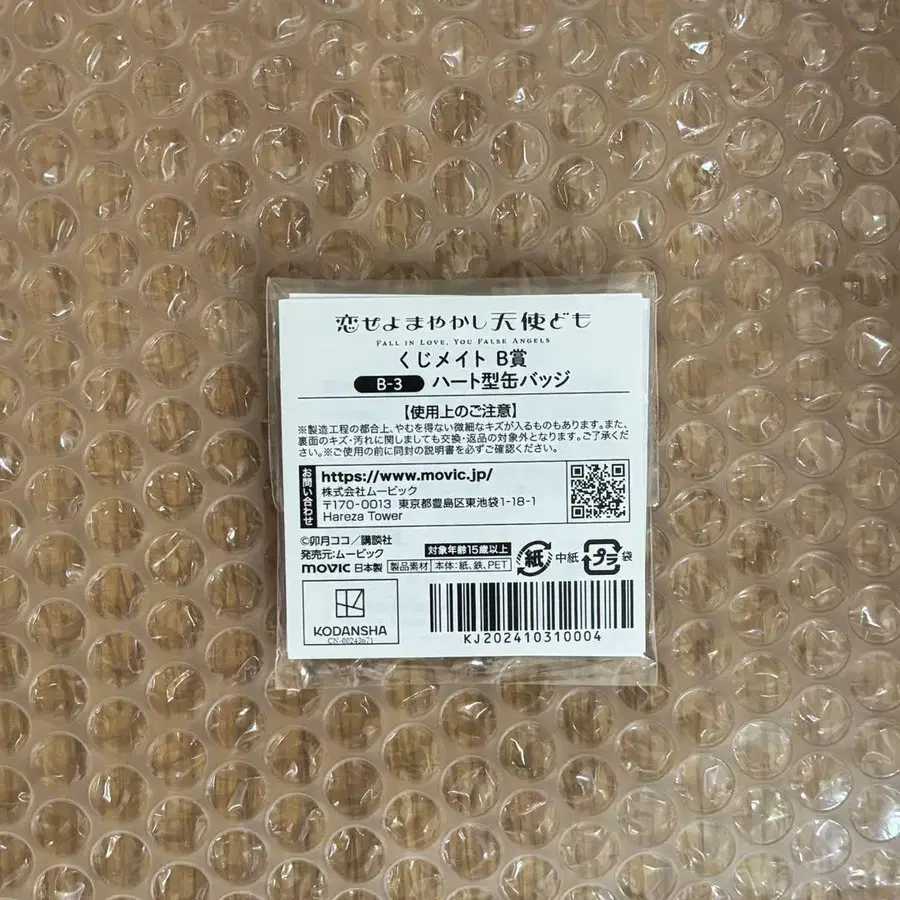 恋せよまやかし天使ども
FALL IN LOVE, YOU FALSE ANGELS
くじメイト B賞
B-3 ハート型缶バッジ
【使用上のご注意】
※製造工程の都合上、やむを得ない微細なキズが入るものもあります。また、
裏面のキズ・汚れに関しましても交換・返品の対象外となります。ご了承くだ
さい。※ご使用の前に同封の説明書を必ずご確認ください。
お問い合わせ
https://www.movic.jp/
株式会社ムービック
〒170-0013 東京都豊島区東池袋1-18-1
Hareza Tower
©卯月ココ／講談社
発売元:ムービック
対象年齢15歳以上
movic 日本製 製品素材 本体:紙、鉄、PET
紙 中紙 プラ 袋
KODANSHA
CN-00243671
KJ202410310004